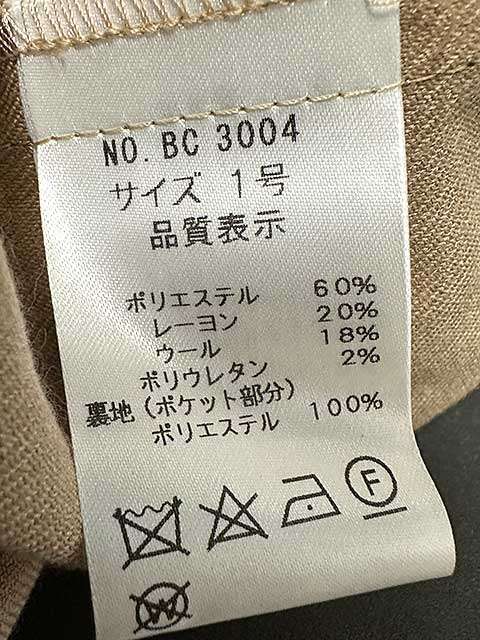 NO. BC 3004
サイズ 1号
品質表示
ポリエステル 60%
レーヨン 20%
ウール 18%
ポリウレタン 2%
裏地(ポケット部分)
ポリエステル 100%
F
W